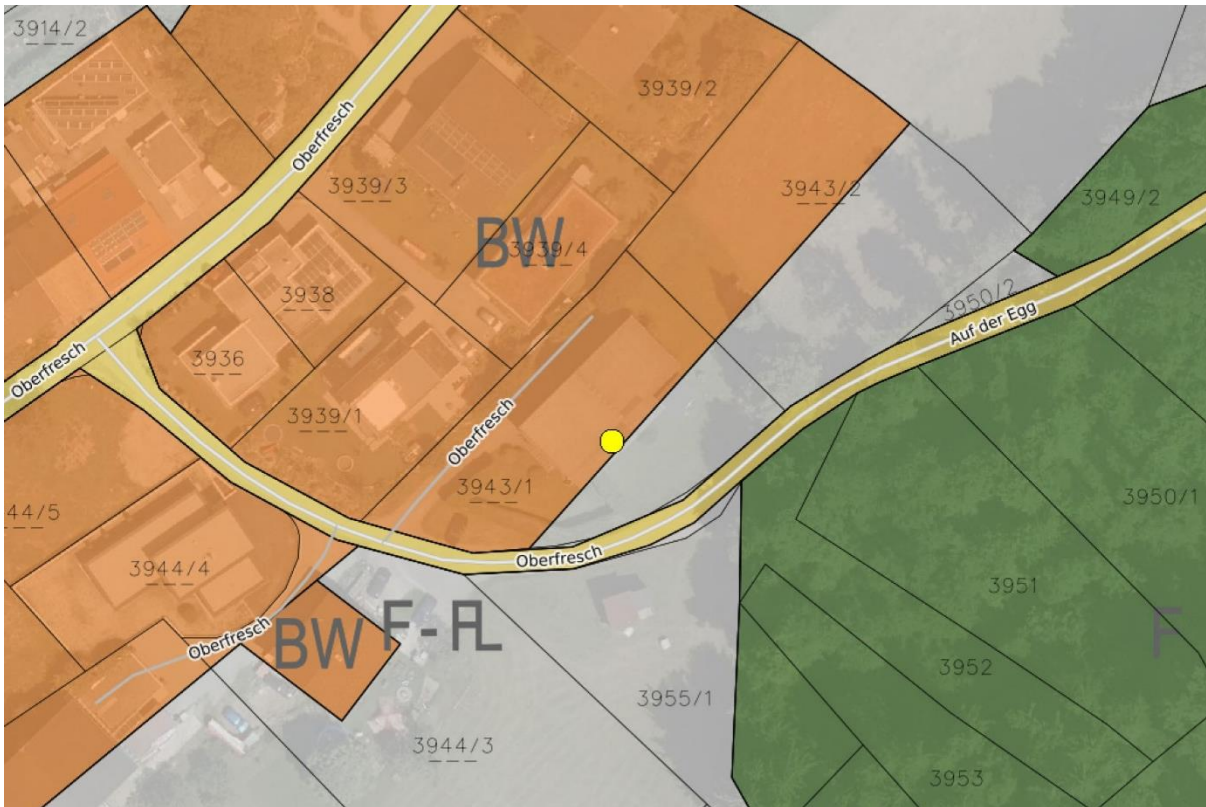 3914/2
3939/2
Oberfresch
3939/3
3943/2
3949/2
BW
3939/4
3938
3950/2
Auf der Egg
3936
Oberfresch
3939/1
Oberfresch
3943/1
3950/1
44/5
Oberfresch
3944/4
3951
Oberfresch
BW
F-FL
F
3952
3955/1
3944/3
3953